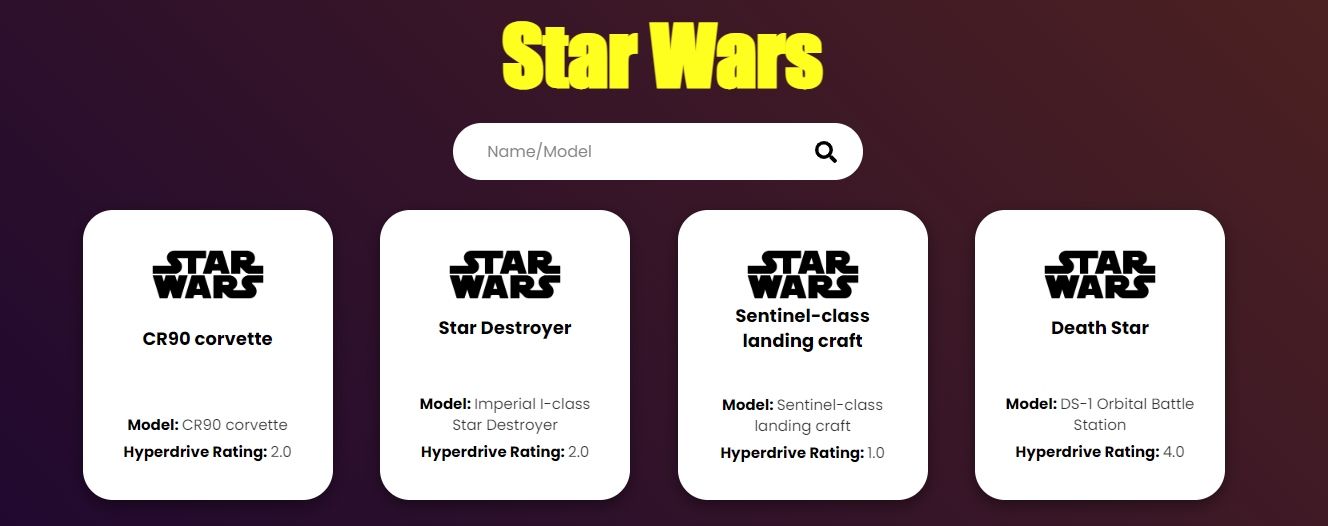 Star Wars
Name/Model
STAR
WARS
CR90 corvette
Model: CR90 corvette
Hyperdrive Rating: 2.0
STAR
WARS
Star Destroyer
Model: Imperial I-class
Star Destroyer
Hyperdrive Rating: 2.0
STAR
WARS
Sentinel-class
landing craft
Model: Sentinel-class
landing craft
Hyperdrive Rating: 1.0
STAR
WARS
Death Star
Model: DS-1 Orbital Battle
Station
Hyperdrive Rating: 4.0